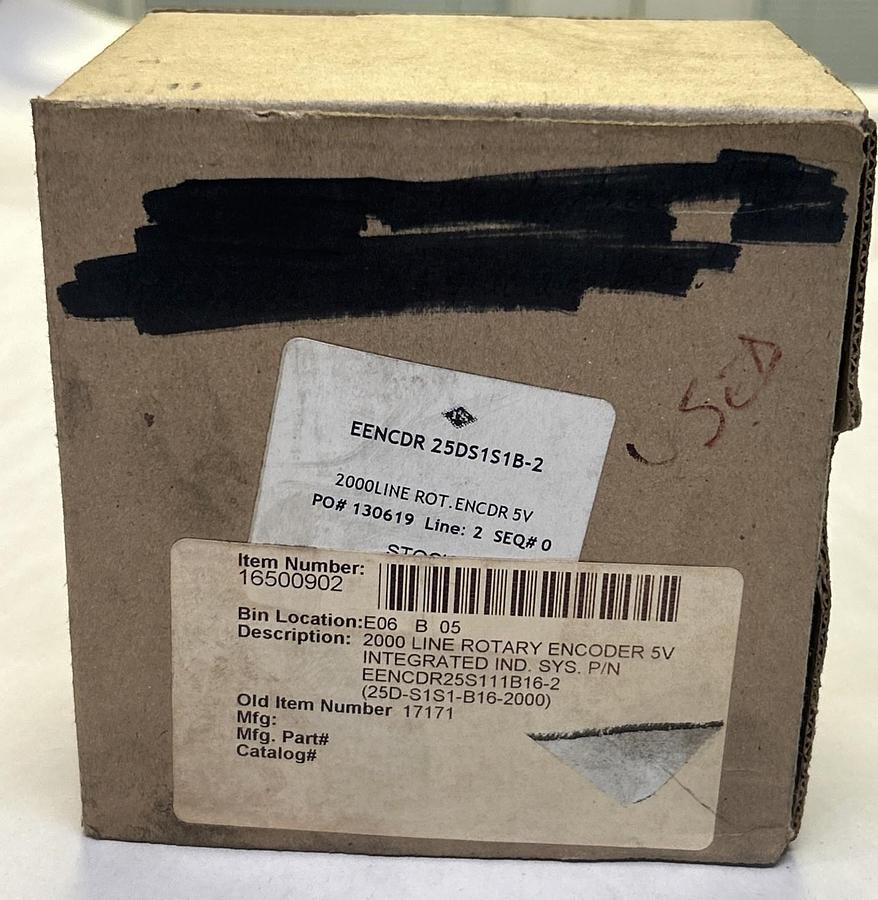 USED
EENCDR 25DS1S1B-2
2000LINE ROT.ENCDR 5V
PO# 130619 Line: 2 SEQ# 0
Item Number:
16500902
Bin Location:E06 B 05
Description: 2000 LINE ROTARY ENCODER 5V
INTEGRATED IND. SYS. P/N
EENCDR25S111B16-2
(25D-S1S1-B16-2000)
Old Item Number 17171
Mfg:
Mfg. Part#
Catalog#